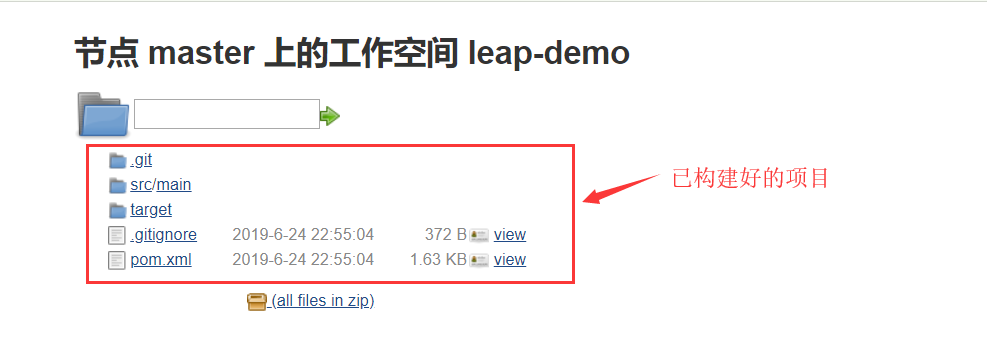 节点 master 上的工作空间 leap-demo
.git
src/main
target
.gitignore 2019-6-24 22:55:04 372 B view
pom.xml 2019-6-24 22:55:04 1.63 KB view
(all files in zip)
已构建好的项目